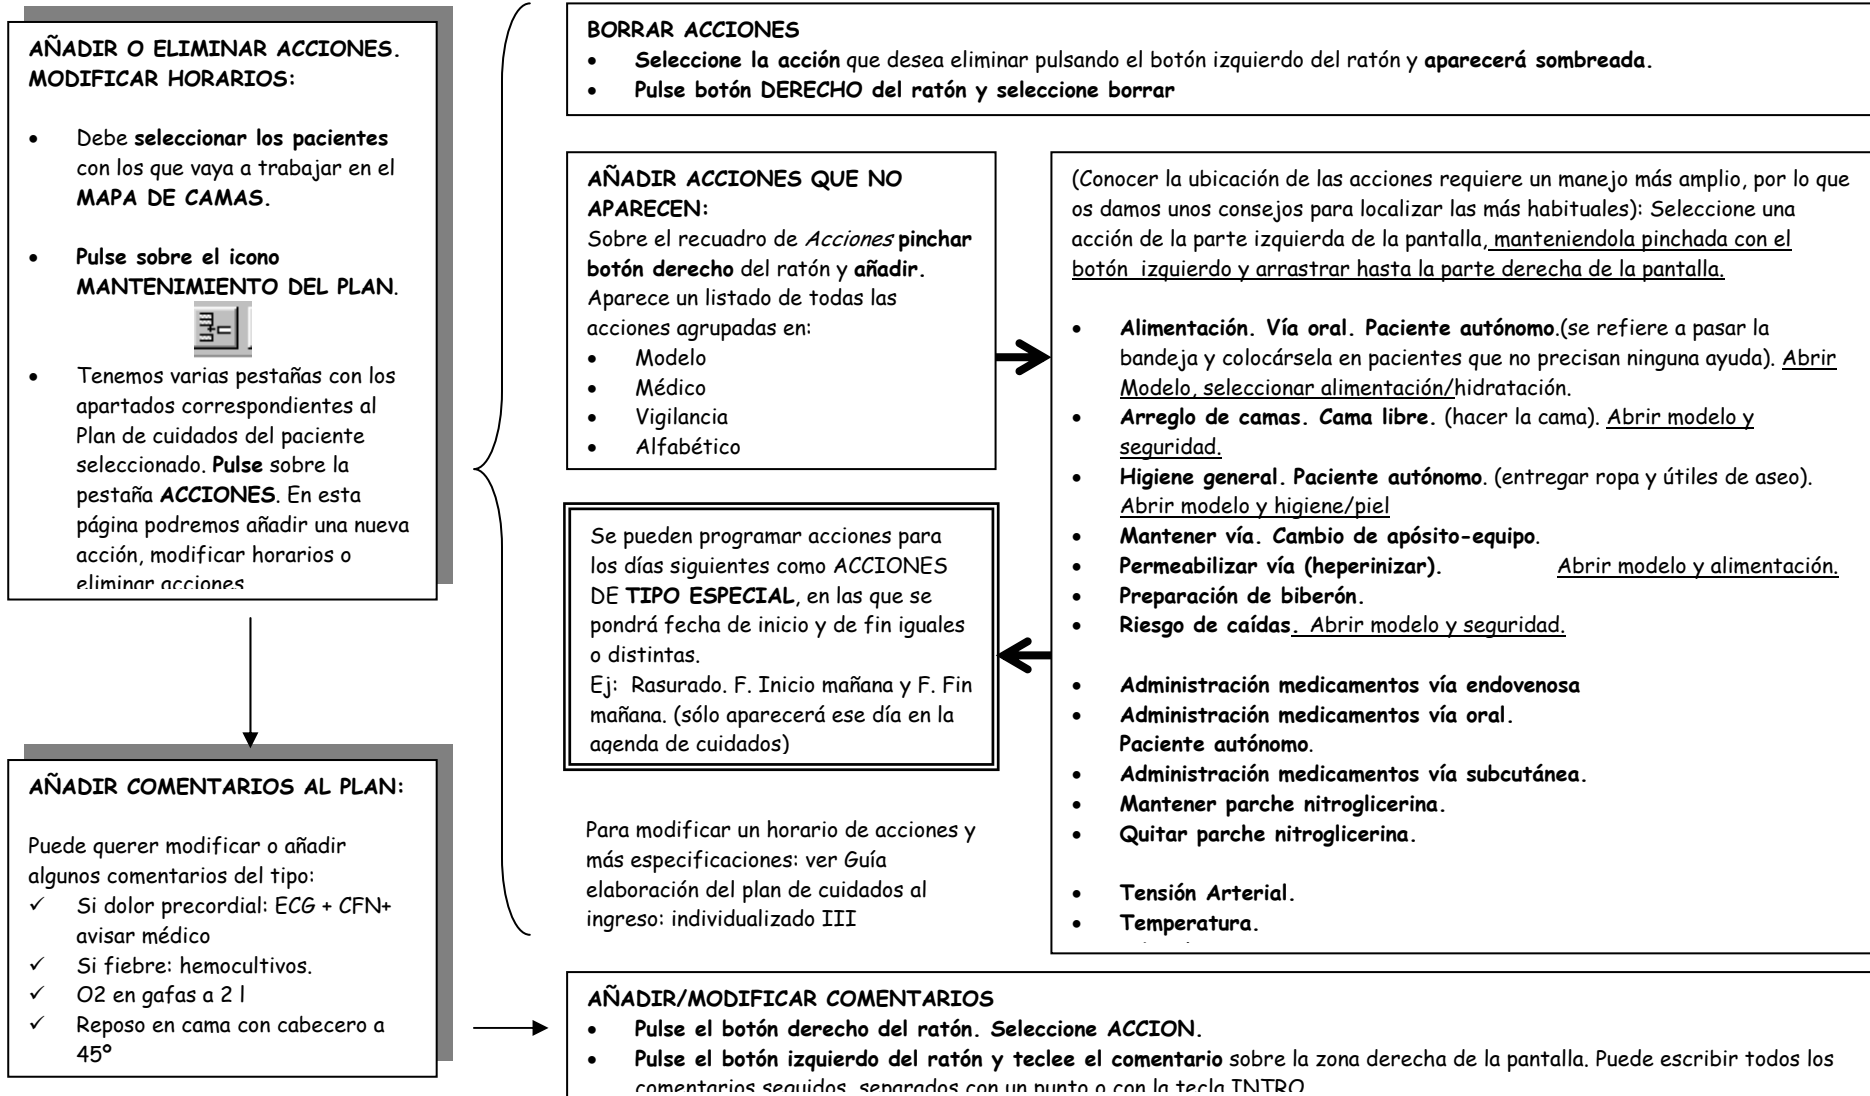 AÑADIR O ELIMINAR ACCIONES.
MODIFICAR HORARIOS:
• Debe seleccionar los pacientes
con los que vaya a trabajar en el
MAPA DE CAMAS.
• Pulse sobre el icono
MANTENIMIENTO DEL PLAN.
• Tenemos varias pestañas con los
apartados correspondientes al
Plan de cuidados del paciente
seleccionado. Pulse sobre la
pestaña ACCIONES. En esta
página podremos añadir una nueva
acción, modificar horarios o
eliminar acciones
AÑADIR COMENTARIOS AL PLAN:
Puede querer modificar o añadir
algunos comentarios del tipo:
✓ Si dolor precordial: ECG + CFN+
avisar médico
✓ Si fiebre: hemocultivos.
✓ O2 en gafas a 2 l
✓ Reposo en cama con cabecero a
45º
BORRAR ACCIONES
• Seleccione la acción que desea eliminar pulsando el botón izquierdo del ratón y aparecerá sombreada.
• Pulse botón DERECHO del ratón y seleccione borrar
AÑADIR ACCIONES QUE NO
APARECEN:
Sobre el recuadro de Acciones pinchar
botón derecho del ratón y añadir.
Aparece un listado de todas las
acciones agrupadas en:
• Modelo
• Médico
• Vigilancia
• Alfabético
(Conocer la ubicación de las acciones requiere un manejo más amplio, por lo que
os damos unos consejos para localizar las más habituales): Seleccione una
acción de la parte izquierda de la pantalla, manteniendola pinchada con el
botón izquierdo y arrastrar hasta la parte derecha de la pantalla.
• Alimentación. Vía oral. Paciente autónomo.(se refiere a pasar la
bandeja y colocársela en pacientes que no precisan ninguna ayuda). Abrir
Modelo, seleccionar alimentación/hidratación.
• Arreglo de camas. Cama libre. (hacer la cama). Abrir modelo y
seguridad.
• Higiene general. Paciente autónomo. (entregar ropa y útiles de aseo).
Abrir modelo y higiene/piel
• Mantener vía. Cambio de apósito-equipo.
• Permeabilizar vía (heperinizar). Abrir modelo y alimentación.
• Preparación de biberón.
• Riesgo de caídas. Abrir modelo y seguridad.
• Administración medicamentos vía endovenosa
• Administración medicamentos vía oral.
Paciente autónomo.
• Administración medicamentos vía subcutánea.
• Mantener parche nitroglicerina.
• Quitar parche nitroglicerina.
• Tensión Arterial.
• Temperatura.
Se pueden programar acciones para
los días siguientes como ACCIONES
DE TIPO ESPECIAL, en las que se
pondrá fecha de inicio y de fin iguales
o distintas.
Ej: Rasurado. F. Inicio mañana y F. Fin
mañana. (sólo aparecerá ese día en la
agenda de cuidados)
Para modificar un horario de acciones y
más especificaciones: ver Guía
elaboración del plan de cuidados al
ingreso: individualizado III
AÑADIR/MODIFICAR COMENTARIOS
• Pulse el botón derecho del ratón. Seleccione ACCION.
• Pulse el botón izquierdo del ratón y teclee el comentario sobre la zona derecha de la pantalla. Puede escribir todos los
comentarios seguidos, separados con un punto o con la tecla INTRO